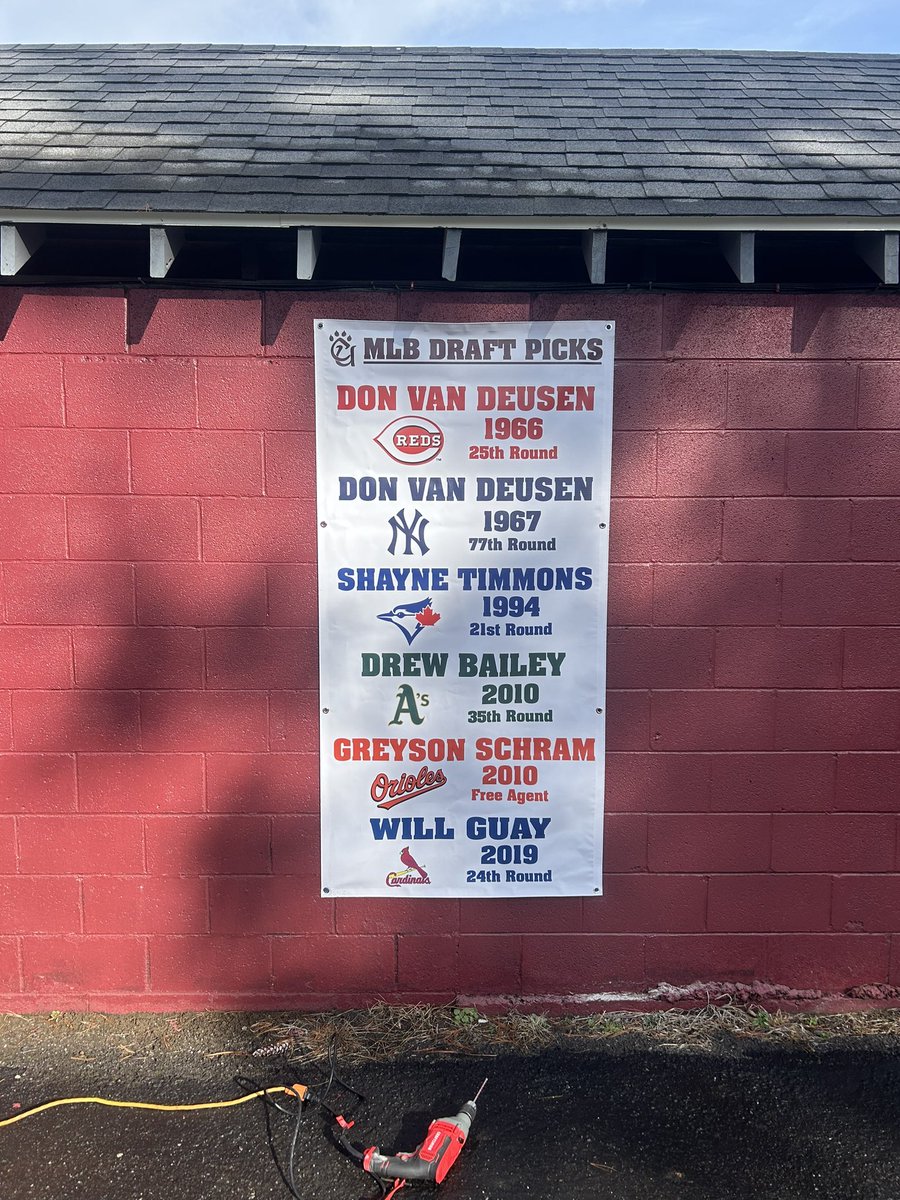 MLB DRAFT PICKS
DON VAN DEUSEN
REDS
1966
25th Round
DON VAN DEUSEN
NY
1967
77th Round
SHAYNE TIMMONS
1994
21st Round
DREW BAILEY
A's
2010
35th Round
GREYSON SCHRAM
Orioles
2010
Free Agent
WILL GUAY
Cardinals
2019
24th Round